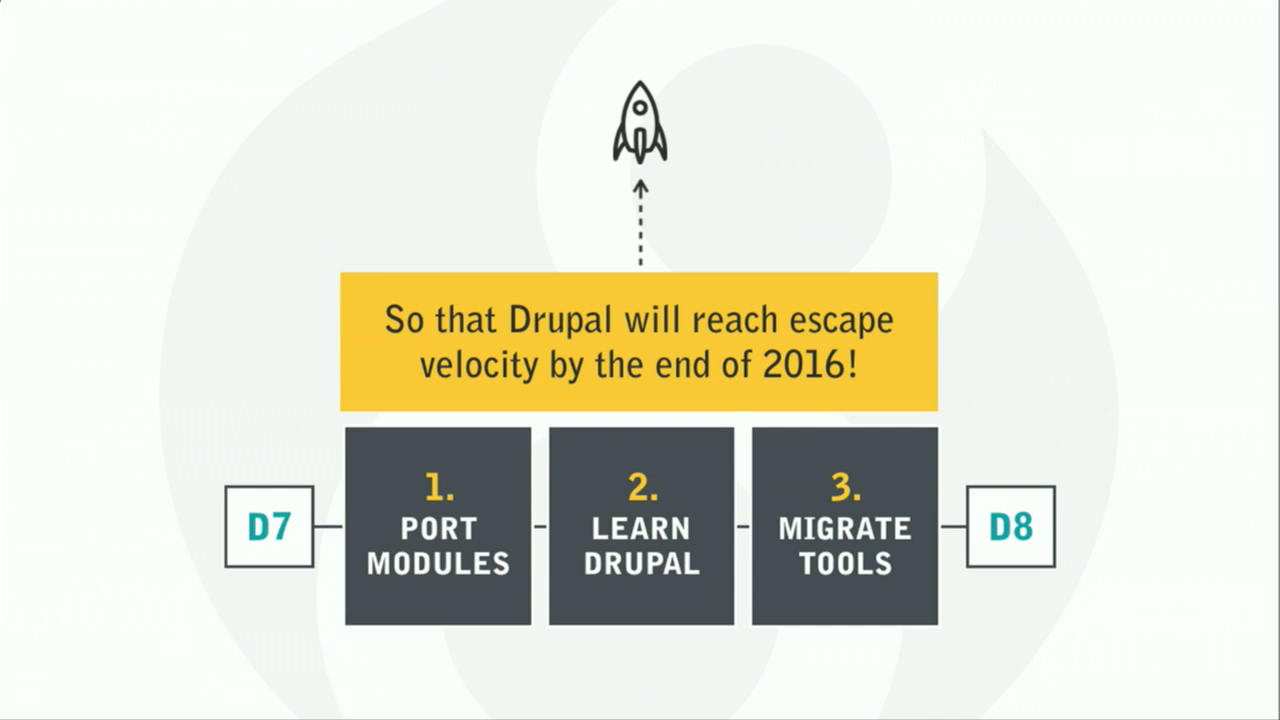 So that Drupal will reach escape
velocity by the end of 2016!
D7
1.
PORT
MODULES
2.
LEARN
DRUPAL
3.
MIGRATE
TOOLS
D8